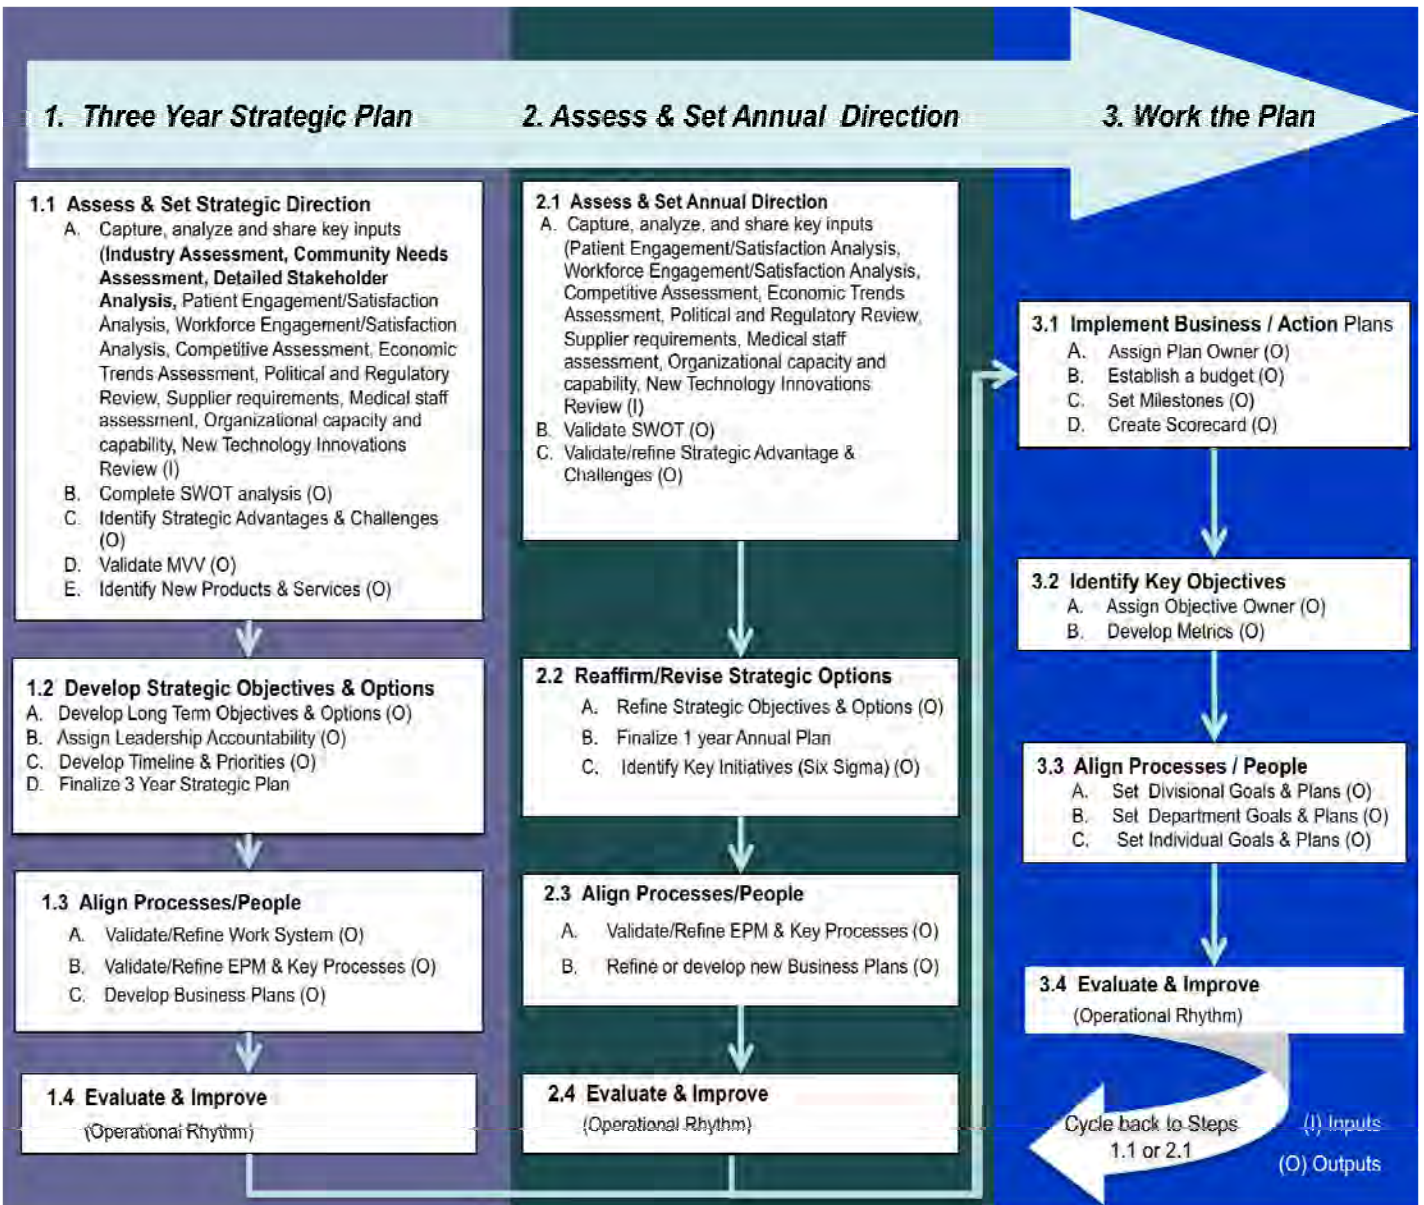 1. Three Year Strategic Plan
2. Assess & Set Annual Direction
3. Work the Plan
1.1 Assess & Set Strategic Direction
A. Capture, analyze and share key inputs
(Industry Assessment, Community Needs
Assessment, Detailed Stakeholder
Analysis, Patient Engagement/Satisfaction
Analysis, Workforce Engagement/Satisfaction
Analysis, Competitive Assessment, Economic
Trends Assessment, Political and Regulatory
Review, Supplier requirements, Medical staff
assessment, Organizational capacity and
capability, New Technology Innovations
Review (I)
B. Complete SWOT analysis (O)
C. Identify Strategic Advantages & Challenges
(O)
D. Validate MVV (O)
E. Identify New Products & Services (O)
1.2 Develop Strategic Objectives & Options
A. Develop Long Term Objectives & Options (O)
B. Assign Leadership Accountability (O)
C. Develop Timeline & Priorities (O)
D. Finalize 3 Year Strategic Plan
1.3 Align Processes/People
A. Validate/Refine Work System (O)
B. Validate/Refine EPM & Key Processes (O)
C. Develop Business Plans (O)
1.4 Evaluate & Improve
(Operational Rhythm)
2.1 Assess & Set Annual Direction
A. Capture, analyze, and share key inputs
(Patient Engagement/Satisfaction Analysis,
Workforce Engagement/Satisfaction Analysis,
Competitive Assessment, Economic Trends
Assessment, Political and Regulatory Review,
Supplier requirements, Medical staff
assessment, Organizational capacity and
capability, New Technology Innovations
Review (I)
B. Validate SWOT (O)
C. Validate/refine Strategic Advantage &
Challenges (O)
2.2 Reaffirm/Revise Strategic Options
A. Refine Strategic Objectives & Options (O)
B. Finalize 1 year Annual Plan
C. Identify Key Initiatives (Six Sigma) (O)
2.3 Align Processes/People
A. Validate/Refine EPM & Key Processes (O)
B. Refine or develop new Business Plans (O)
2.4 Evaluate & Improve
(Operational Rhythm)
3.1 Implement Business / Action Plans
A. Assign Plan Owner (O)
B. Establish a budget (O)
C. Set Milestones (O)
D. Create Scorecard (O)
3.2 Identify Key Objectives
A. Assign Objective Owner (O)
B. Develop Metrics (O)
3.3 Align Processes / People
A. Set Divisional Goals & Plans (O)
B. Set Department Goals & Plans (O)
C. Set Individual Goals & Plans (O)
3.4 Evaluate & Improve
(Operational Rhythm)
Cycle back to Steps
1.1 or 2.1
(I) Inputs
(O) Outputs